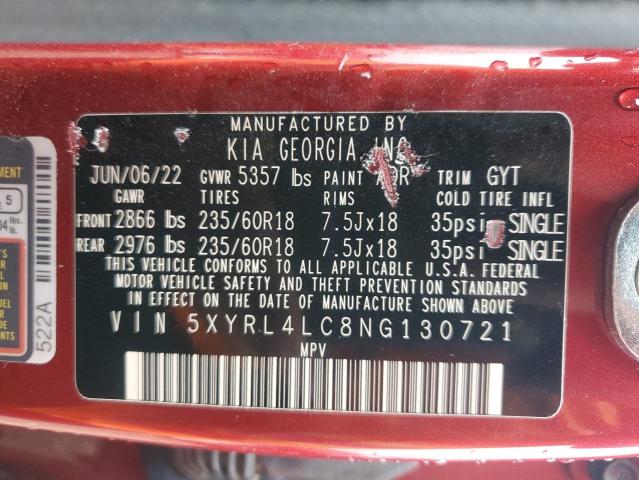 MANUFACTURED BY
KIA GEORGIA INC
JUN/06/22 GVWR 5357 lbs PAINT TRIM GYT
GAWR TIRES RIMS COLD TIRE INFL
FRONT 2866 lbs 235/60R18 7.5Jx18 35psi SINGLE
REAR 2976 lbs 235/60R18 7.5Jx18 35psi SINGLE
THIS VEHICLE CONFORMS TO ALL APPLICABLE U.S.A. FEDERAL
MOTOR VEHICLE SAFETY AND THEFT PREVENTION STANDARDS
IN EFFECT ON THE DATE OF MANUFACTURE SHOWN ABOVE
VIN 5XYRL4LC8NG130721
MPV
522A
5
lbs.